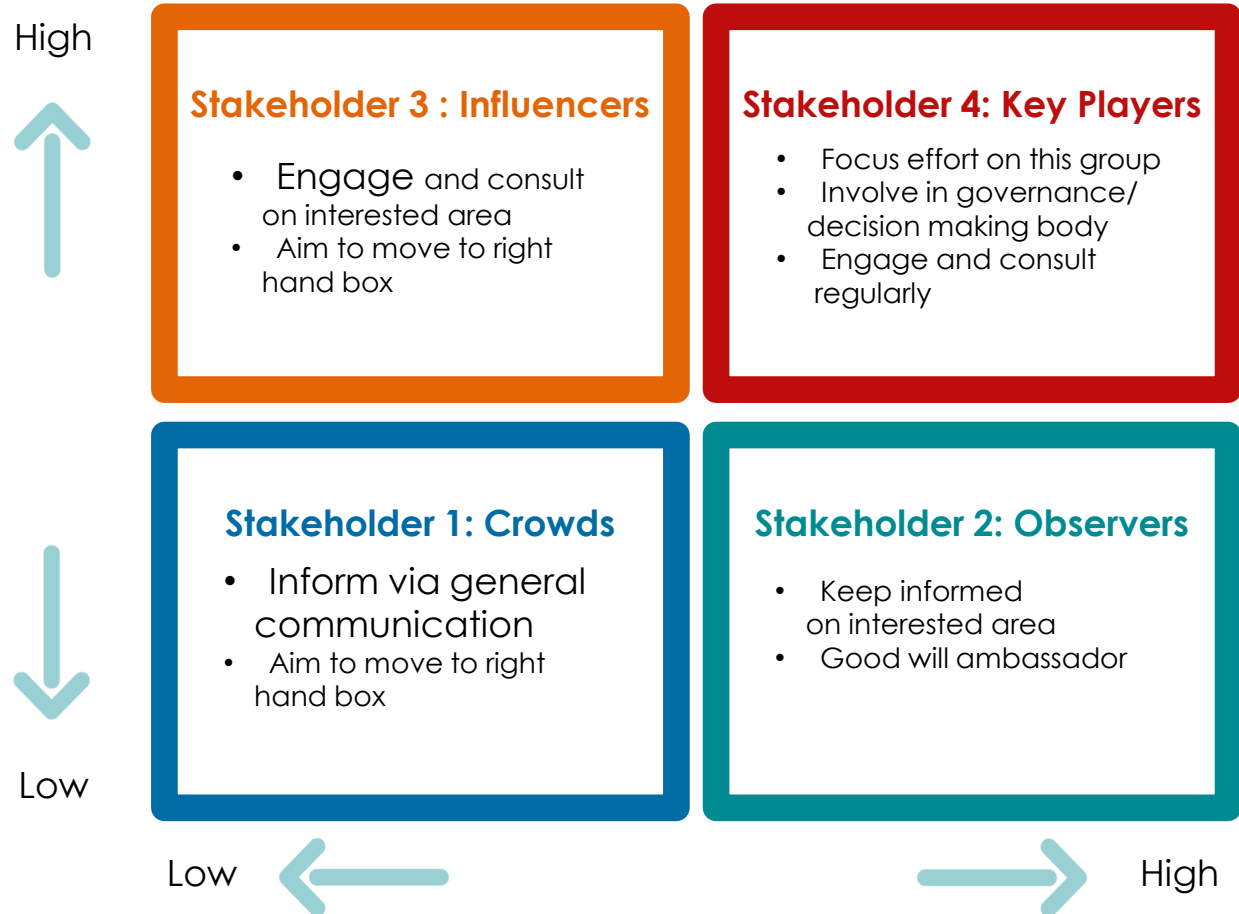 High
Stakeholder 3 : Influencers
• Engage and consult
on interested area
• Aim to move to right
hand box
Stakeholder 4: Key Players
• Focus effort on this group
• Involve in governance/
decision making body
• Engage and consult
regularly
Stakeholder 1: Crowds
• Inform via general
communication
• Aim to move to right
hand box
Stakeholder 2: Observers
• Keep informed
on interested area
• Good will ambassador
Low
Low
High